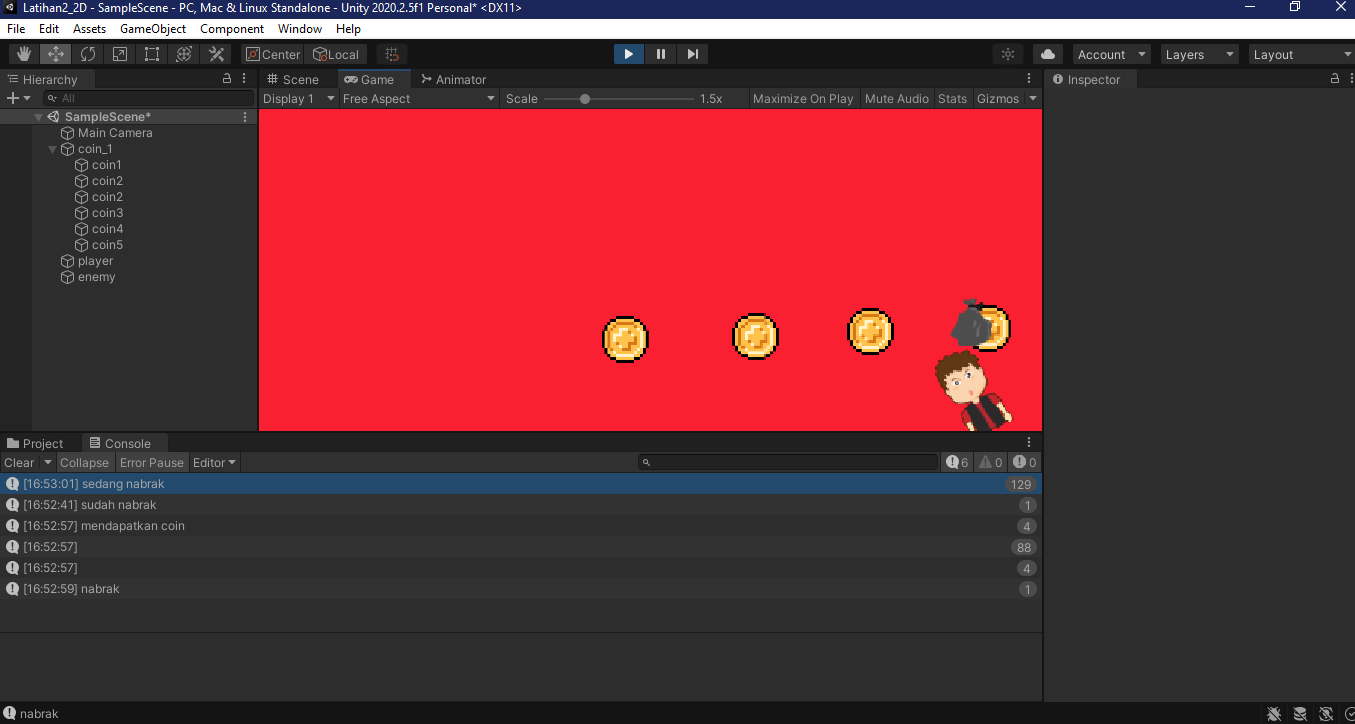 Latihan2_2D - SampleScene - PC, Mac & Linux Standalone - Unity 2020.2.5f1 Personal* <DX11>
File Edit Assets GameObject Component Window Help
Center Local Account Layers Layout
Hierarchy Scene Game Animator Inspector
All Display 1 Free Aspect Scale 1.5x Maximize On Play Mute Audio Stats Gizmos
SampleScene*
Main Camera
coin_1
coin1
coin2
coin2
coin3
coin4
coin5
player
enemy
Project Console
Clear Collapse Error Pause Editor 6 0 0
[16:53:01] sedang nabrak 129
[16:52:41] sudah nabrak 1
[16:52:57] mendapatkan coin 4
[16:52:57] 88
[16:52:57] 4
[16:52:59] nabrak 1
nabrak